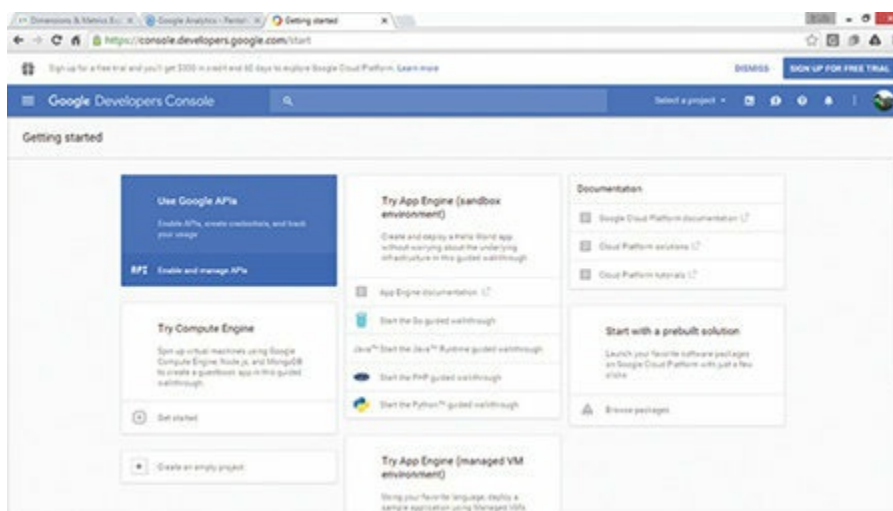 Dimensions & Metrics Ex
Google Analytics - Rental
Getting started
https://console.developers.google.com/start
Sign up for a free trial and you'll get $300 in credit and 60 days to explore Google Cloud Platform. Learn more
DISMISS
SIGN UP FOR FREE TRIAL
Google Developers Console
Select a project
Getting started
Use Google APIs
Enable APIs, create credentials, and track
your usage
API Enable and manage APIs
Try Compute Engine
Spin up virtual machines using Google
Compute Engine, Node.js, and MongoDB
to create a guestbook app in this guided
walkthrough.
Get started
Create an empty project
Try App Engine (sandbox
environment)
Create and deploy a Hello World app
without worrying about the underlying
infrastructure in this guided walkthrough.
App Engine documentation
Start the Go guided walkthrough
Java™ Start the Java™ Runtime guided walkthrough
Start the PHP guided walkthrough
Start the Python™ guided walkthrough
Try App Engine (managed VM
environment)
Using your favorite language, deploy a
sample application using Managed VMs
Documentation
Google Cloud Platform documentation
Cloud Platform solutions
Cloud Platform tutorials
Start with a prebuilt solution
Launch your favorite software packages
on Google Cloud Platform with just a few
clicks
Browse packages